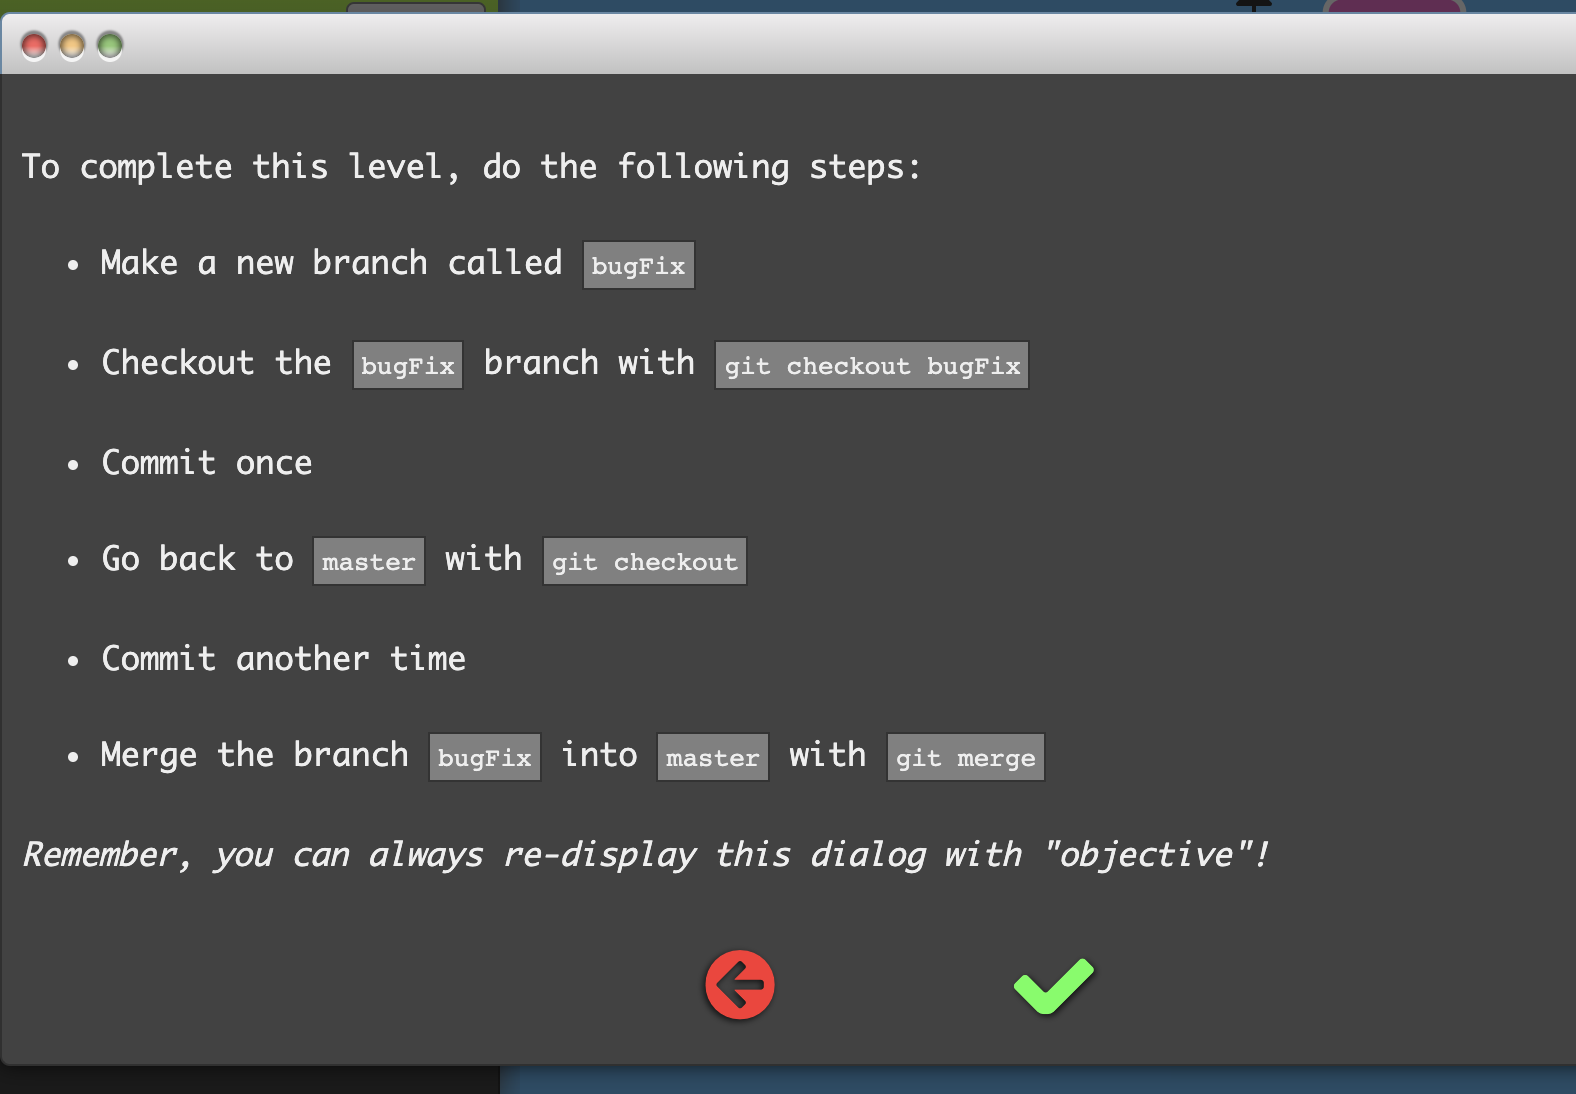 To complete this level, do the following steps:
• Make a new branch called bugFix
• Checkout the bugFix branch with git checkout bugFix
• Commit once
• Go back to master with git checkout
• Commit another time
• Merge the branch bugFix into master with git merge
Remember, you can always re-display this dialog with "objective"!